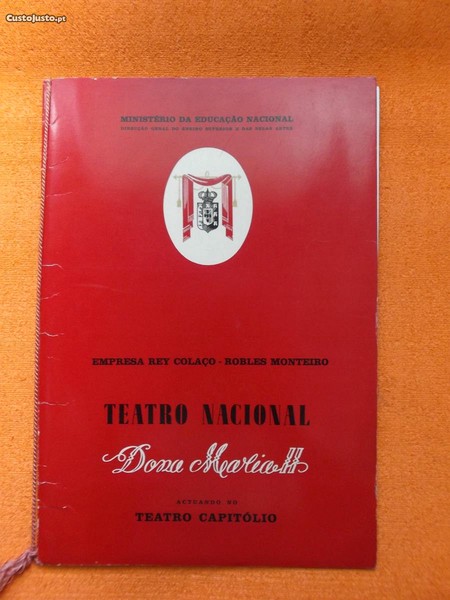 CustoJusto.pt
MINISTÉRIO DA EDUCAÇÃO NACIONAL
DIRECÇÃO GERAL DO ENSINO SUPERIOR E DAS BELAS ARTES
EMPRESA REY COLAÇO - ROBLES MONTEIRO
TEATRO NACIONAL
Dona Maria II
ACTUANDO NO
TEATRO CAPITÓLIO